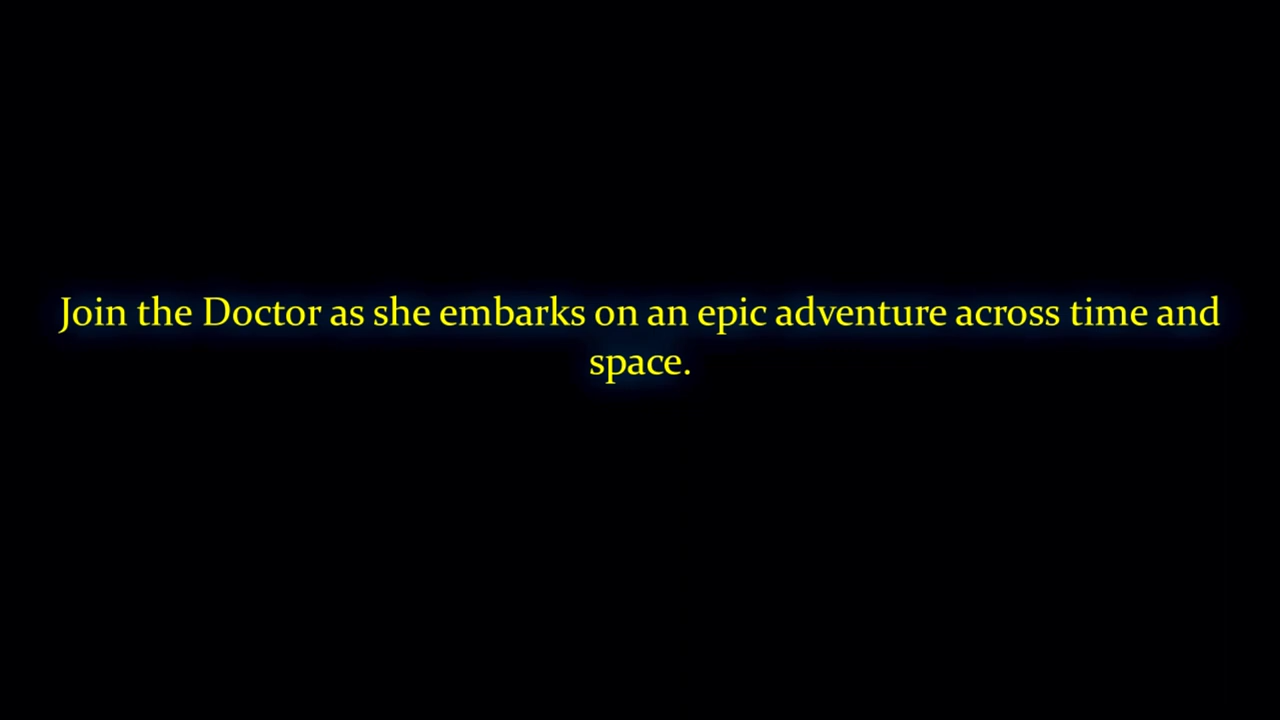 Join the Doctor as she embarks on an epic adventure across time and
space.